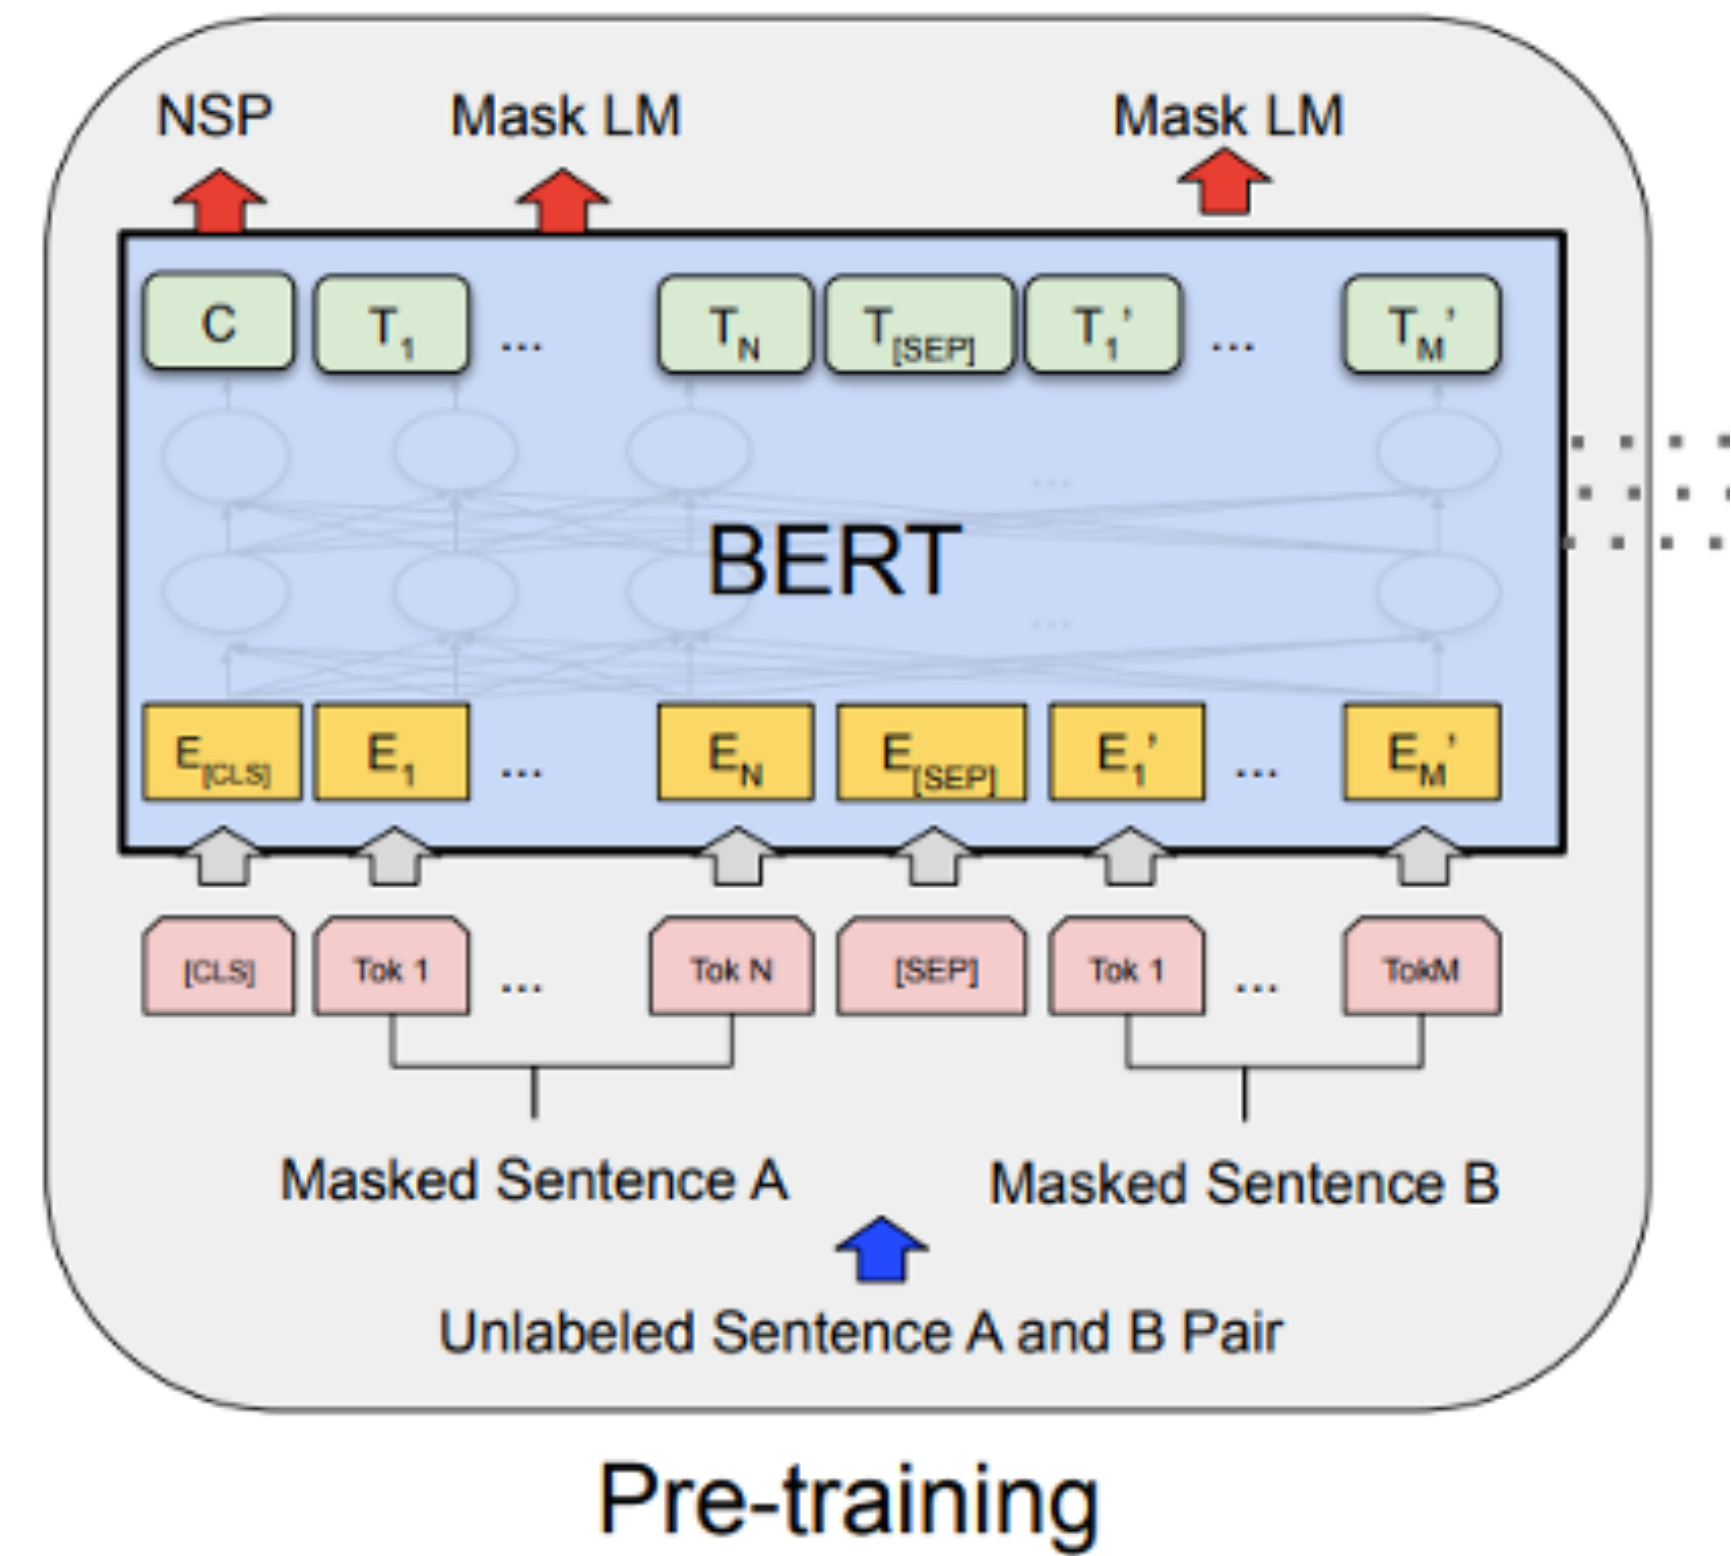 NSP Mask LM Mask LM
C T1 ... TN T[SEP] T1’ ... TM’
...
BERT
...
E[CLS] E1 ... EN E[SEP] E1’ ... EM’
[CLS] Tok 1 ... Tok N [SEP] Tok 1 ... TokM
Masked Sentence A Masked Sentence B
Unlabeled Sentence A and B Pair
Pre-training